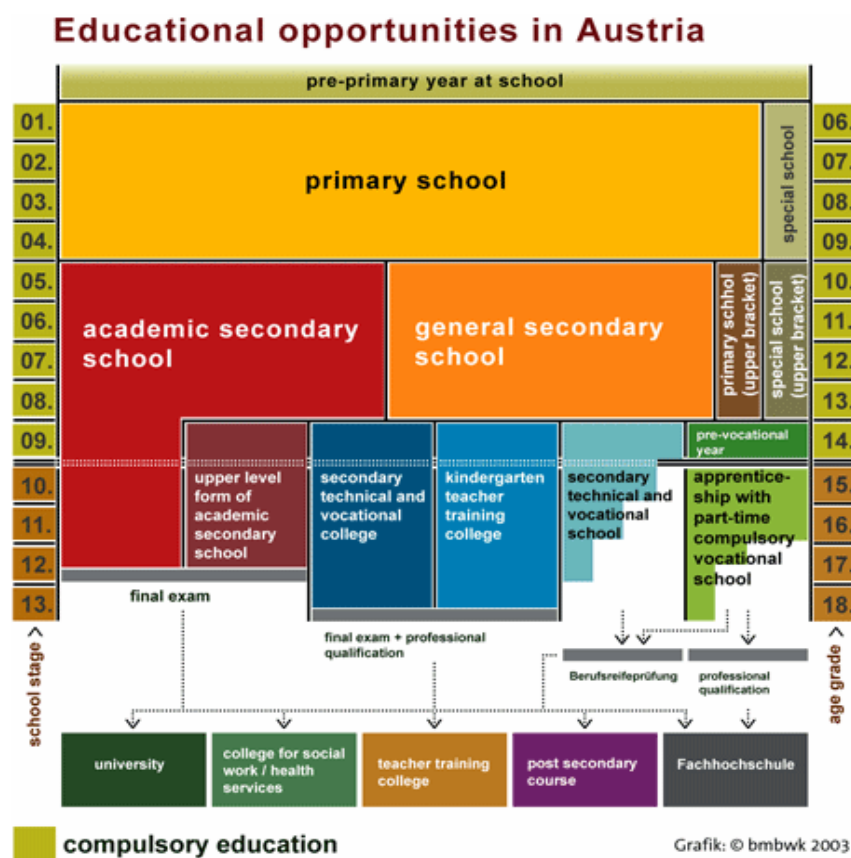 Educational opportunities in Austria
pre-primary year at school
01.
02.
03.
04.
primary school
special school
06.
07.
08.
09.
05.
06.
07.
08.
academic secondary
school
general secondary
school
primary schhol
(upper bracket)
special school
(upper bracket)
10.
11.
12.
13.
09.
pre-vocational
year
14.
10.
11.
12.
13.
upper level
form of
academic
secondary
school
secondary
technical and
vocational
college
kindergarten
teacher
training
college
secondary
technical and
vocational
school
apprentice-
ship with
part-time
compulsory
vocational
school
15.
16.
17.
18.
final exam
final exam + professional
qualification
Berufsreifeprüfung
professional
qualification
school stage >
age grade >
university
college for social
work / health
services
teacher training
college
post secondary
course
Fachhochschule
compulsory education
Grafik: © bmbwk 2003